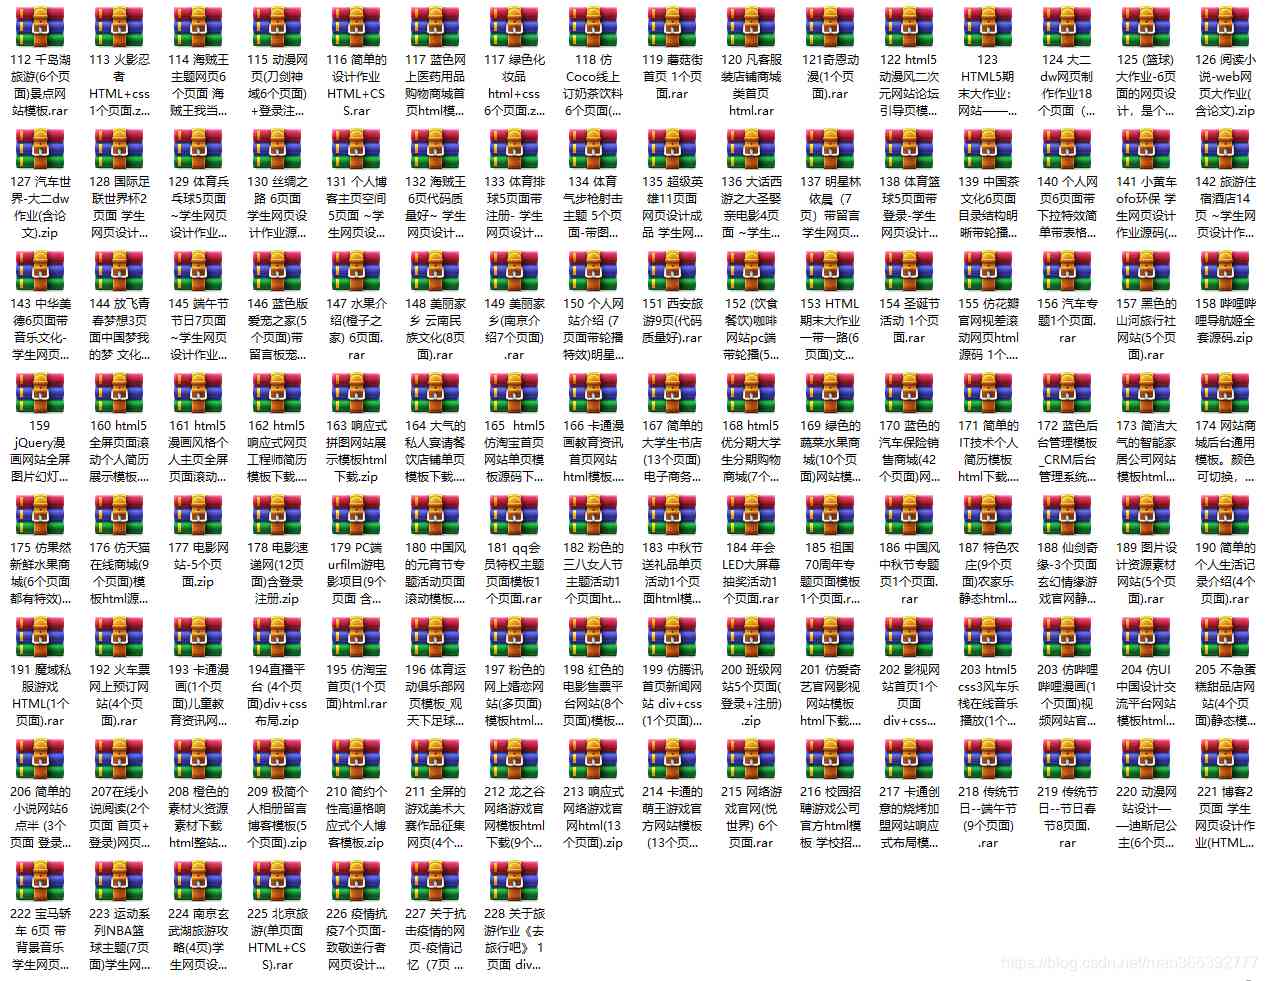 112 千岛湖
旅游(6个页
面)景点网
站模板.rar
113 火影忍
者
HTML+css
1个页面.z...
114 海贼王
主题网页6
个页面 海
贼王我当...
115 动漫网
页(刀剑神
域6个页面)
+登录注...
116 简单的
设计作业
HTML+CS
S.rar
117 蓝色网
上医药用品
购物商城首
页html模...
117 绿色化
妆品
html+css
6个页面.z...
118 仿
Coco线上
订奶茶饮料
6个页面(...
119 蘑菇街
首页 1个页
面.rar
120 凡客服
装店铺商城
类首页
html.rar
121奇恩动
漫(1个页
面).rar
122 html5
动漫风二次
元网站论坛
引导页模...
123
HTML5期
末大作业：
网站——...
124 大二
dw网页制
作作业18
个页面（...
125 (篮球)
大作业-6页
面的网页设
计，是个...
126 阅读小
说-web网
页大作业(
含论文).zip
127 汽车世
界-大二dw
作业(含论
文).zip
128 国际足
联世界杯2
页面 学生
网页设计...
129 体育兵
乓球5页面
~学生网页
设计作业...
130 丝绸之
路 6页面
学生网页设
计作业源...
131 个人博
客主页空间
5页面 ~学
生网页设...
132 海贼王
6页代码质
量好~ 学生
网页设计...
133 体育排
球5页面带
注册- 学生
网页设计...
134 体育
气步枪射击
主题 5个页
面-带图...
135 超级英
雄11页面
网页设计成
品 学生网...
136 大话西
游之大圣娶
亲电影4页
面 ~学生...
137 明星林
依晨（7
页）带留言
学生网页...
138 体育篮
球5页面带
登录-学生
网页设计...
139 中国茶
文化6页面
目录结构明
晰带轮播...
140 个人网
页6页面带
下拉特效简
单带表格...
141 小黄车
ofo环保 学
生网页设计
作业源码(...
142 旅游住
宿酒店14
页 ~学生网
页设计作...
143 中华美
德6页面带
音乐文化-
学生网页...
144 放飞青
春梦想3页
面中国梦我
的梦 文化...
145 端午节
节日7页面
~学生网页
设计作业...
146 蓝色版
爱宠之家(5
个页面)带
留言板宠...
147 水果介
绍(橙子之
家) 6页面.
rar
148 美丽家
乡 云南民
族文化(8页
面).rar
149 美丽家
乡(南京介
绍7个页面)
.rar
150 个人网
站介绍 (7
页面带轮播
特效)明星...
151 西安旅
游9页(代码
质量好).rar
152 (饮食
餐饮)咖啡
网站pc端
带轮播(5...
153 HTML
期末大作业
一带一路(6
页面)文...
154 圣诞节
活动 1个页
面.rar
155 仿花瓣
官网视差滚
动网页html
源码 1个....
156 汽车专
题1个页面.
rar
157 黑色的
山河旅行社
网站(5个页
面).rar
158 哔哩哔
哩导航姬全
套源码.zip
159
jQuery漫
画网站全屏
图片幻灯...
160 html5
全屏页面滚
动个人简历
展示模板....
161 html5
漫画风格个
人主页全屏
页面滚动...
162 html5
响应式网页
工程师简历
模板下载....
163 响应式
拼图网站展
示模板html
下载.zip
164 大气的
私人宴请餐
饮店铺单页
模板下载....
165 html5
仿淘宝首页
网站单页模
板源码下...
166 卡通漫
画教育资讯
首页网站
html模板....
167 简单的
大学生书店
(13个页面)
电子商务...
168 html5
优分期大学
生分期购物
商城(7个...
169 绿色的
蔬菜水果商
城(10个页
面)网站模...
170 蓝色的
汽车保险销
售商城(42
个页面)网...
171 简单的
IT技术个人
简历模板
html下载....
172 蓝色后
台管理模板
_CRM后台
管理系统...
173 简洁大
气的智能家
居公司网站
模板html...
174 网站商
城后台通用
模板。颜色
可切换，...
175 仿果然
新鲜水果商
城(6个页面
都有特效)...
176 仿天猫
在线商城(9
个页面)模
板html源...
177 电影网
站-5个页
面.zip
178 电影速
递网(12页
面)含登录
注册.zip
179 PC端
urfilm游电
影项目(9个
页面 含...
180 中国风
的元宵节专
题活动页面
滚动模板....
181 qq会
员特权主题
页面模板1
个页面.rar
182 粉色的
三八女人节
主题活动1
个页面ht...
183 中秋节
送礼品单页
活动1个页
面html模...
184 年会
LED大屏幕
抽奖活动1
个页面.rar
185 祖国
70周年专
题页面模板
1个页面.r...
186 中国风
中秋节专题
页1个页面.
rar
187 特色农
庄(9个页
面)农家乐
静态html...
188 仙剑奇
缘-3个页面
玄幻情缘游
戏官网静...
189 图片设
计资源素材
网站(5个页
面).rar
190 简单的
个人生活记
录介绍(4个
页面).rar
191 魔域私
服游戏
HTML(1个
页面).rar
192 火车票
网上预订网
站(4个页
面).rar
193 卡通漫
画(1个页
面)儿童教
育资讯网...
194直播平
台 (4个页
面)div+css
布局.zip
195 仿淘宝
首页(1个页
面)html.rar
196 体育运
动俱乐部网
页模板_观
天下足球...
197 粉色的
网上婚恋网
站(多页面)
模板html...
198 红色的
电影售票平
台网站(8个
页面)模板...
199 仿腾讯
首页新闻网
站 div+css
(1个页面)...
200 班级网
站5个页面(
登录+注册)
.zip
201 仿爱奇
艺官网影视
网站模板
html下载....
202 影视网
站首页1个
页面
div+css...
203 html5
css3风车乐
栈在线音乐
播放(1个...
203 仿哔哩
哔哩漫画(1
个页面)视
频网站官...
204 仿UI
中国设计交
流平台网站
模板html...
205 不急蛋
糕甜品店网
站(4个页
面)静态模...
206 简单的
小说网站6
点半 (3个
页面 登录...
207在线小
说阅读(2个
页面 首页+
登录)网页...
208 橙色的
素材火资源
素材下载
html整站...
209 极简个
人相册留言
博客模板(5
个页面).zip
210 简约个
性高逼格响
应式个人博
客模板.zip
211 全屏的
游戏美术大
赛作品征集
网页(4个...
212 龙之谷
网络游戏官
网模板html
下载(9个...
213 响应式
网络游戏官
网html(13
个页面).zip
214 卡通的
萌王游戏官
方网站模板
(13个页...
215 网络游
戏官网(悦
世界) 6个
页面.rar
216 校园招
聘游戏公司
官方html模
板 学校招...
217 卡通创
意的烧烤加
盟网站响应
式布局模...
218 传统节
日--端午节
(9个页面)
.rar
219 传统节
日--节日春
节8页面.
rar
220 动漫网
站设计—
—迪斯尼公
主(6个页...
221 博客2
页面 学生
网页设计作
业(HTML...
222 宝马轿
车 6页 带
背景音乐
学生网页...
223 运动系
列NBA篮
球主题(7页
面)学生网...
224 南京玄
武湖旅游攻
略(4页)学
生网页设...
225 北京旅
游(单页面
HTML+CS
S).rar
226 疫情抗
疫7个页面-
致敬逆行者
网页设计...
227 关于抗
击疫情的网
页-疫情记
忆（7页 ...
228 关于旅
游作业《去
旅行吧》 1
页面 div...